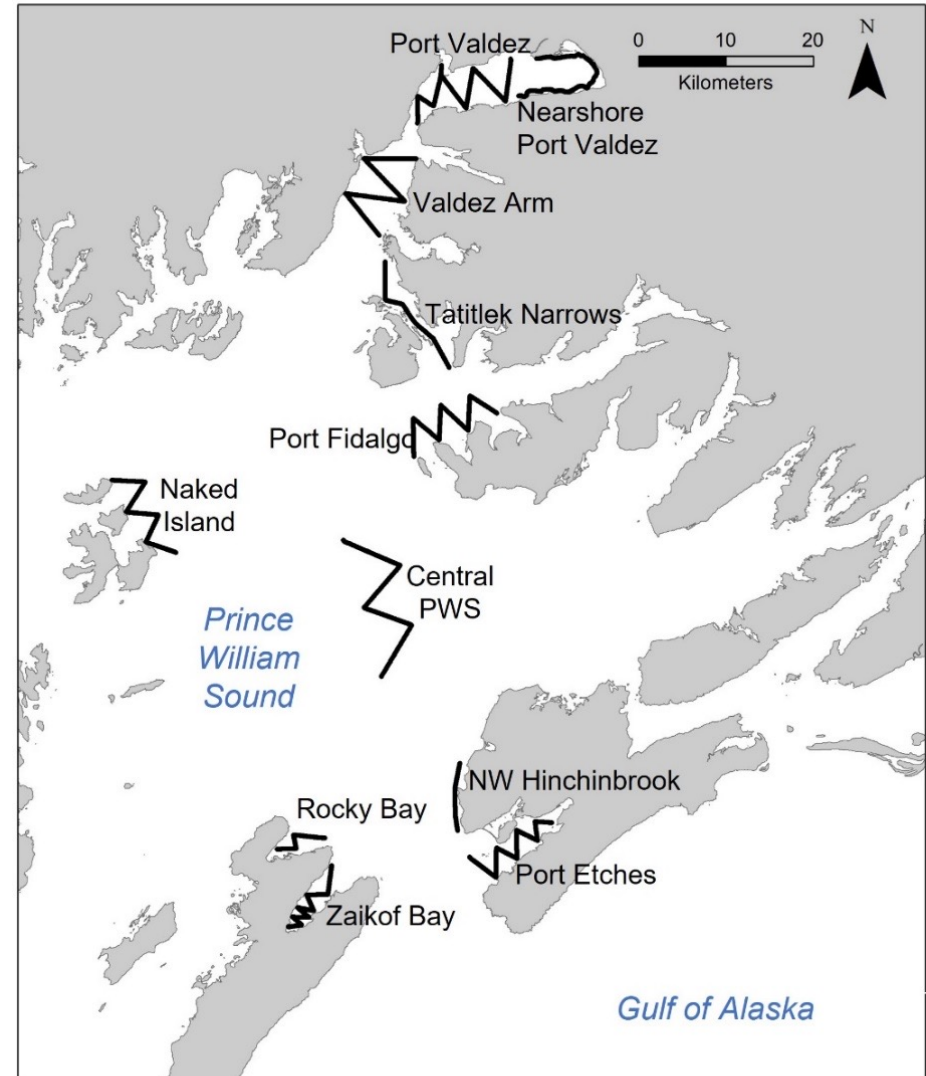 Port Valdez
0 10 20
Kilometers
N
Nearshore
Port Valdez
Valdez Arm
Tatitlek Narrows
Port Fidalgo
Naked
Island
Central
PWS
Prince
William
Sound
NW Hinchinbrook
Rocky Bay
Port Etches
Zaikof Bay
Gulf of Alaska